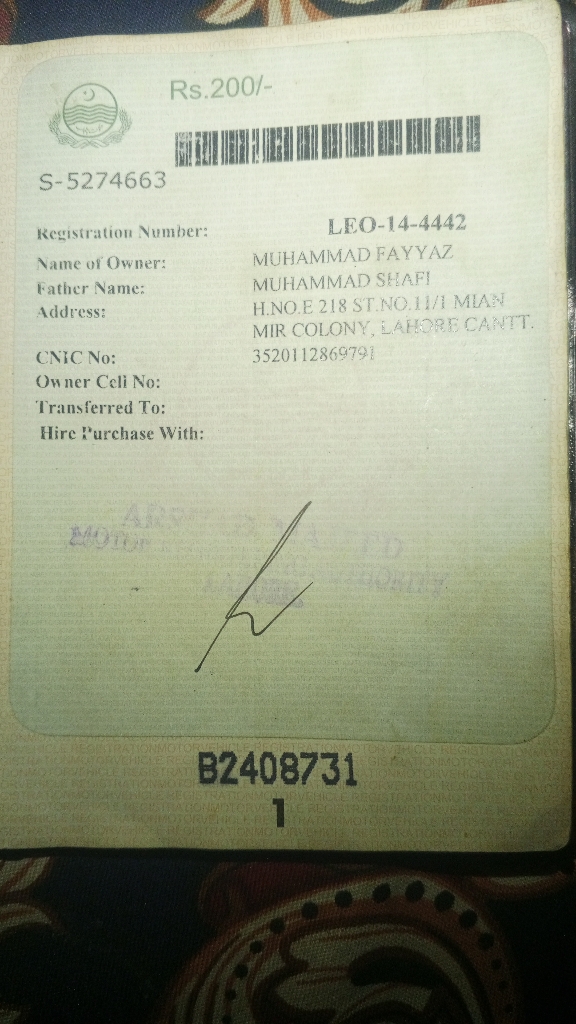 Rs.200/-
S-5274663
Registration Number: LEO-14-4442
Name of Owner: MUHAMMAD FAYYAZ
Father Name: MUHAMMAD SHAFI
Address: H.NO.E 218 ST.NO.11/1 MIAN
MIR COLONY, LAHORE CANTT.
CNIC No: 3520112869791
Owner Cell No:
Transferred To:
Hire Purchase With:
B2408731
1